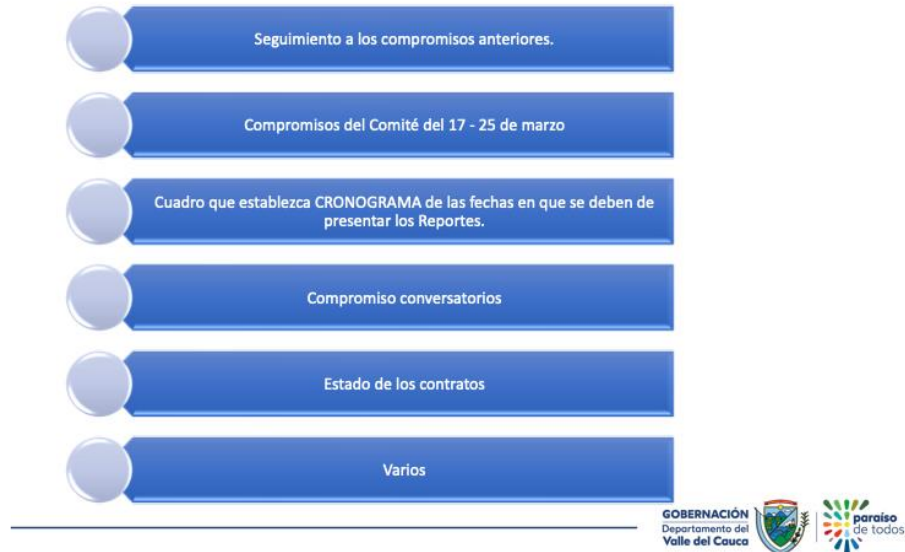 Seguimiento a los compromisos anteriores.
Compromisos del Comité del 17 - 25 de marzo
Cuadro que establezca CRONOGRAMA de las fechas en que se deben de
presentar los Reportes.
Compromiso conversatorios
Estado de los contratos
Varios
GOBERNACIÓN
Departamento del
Valle del Cauca
paraíso
de todos